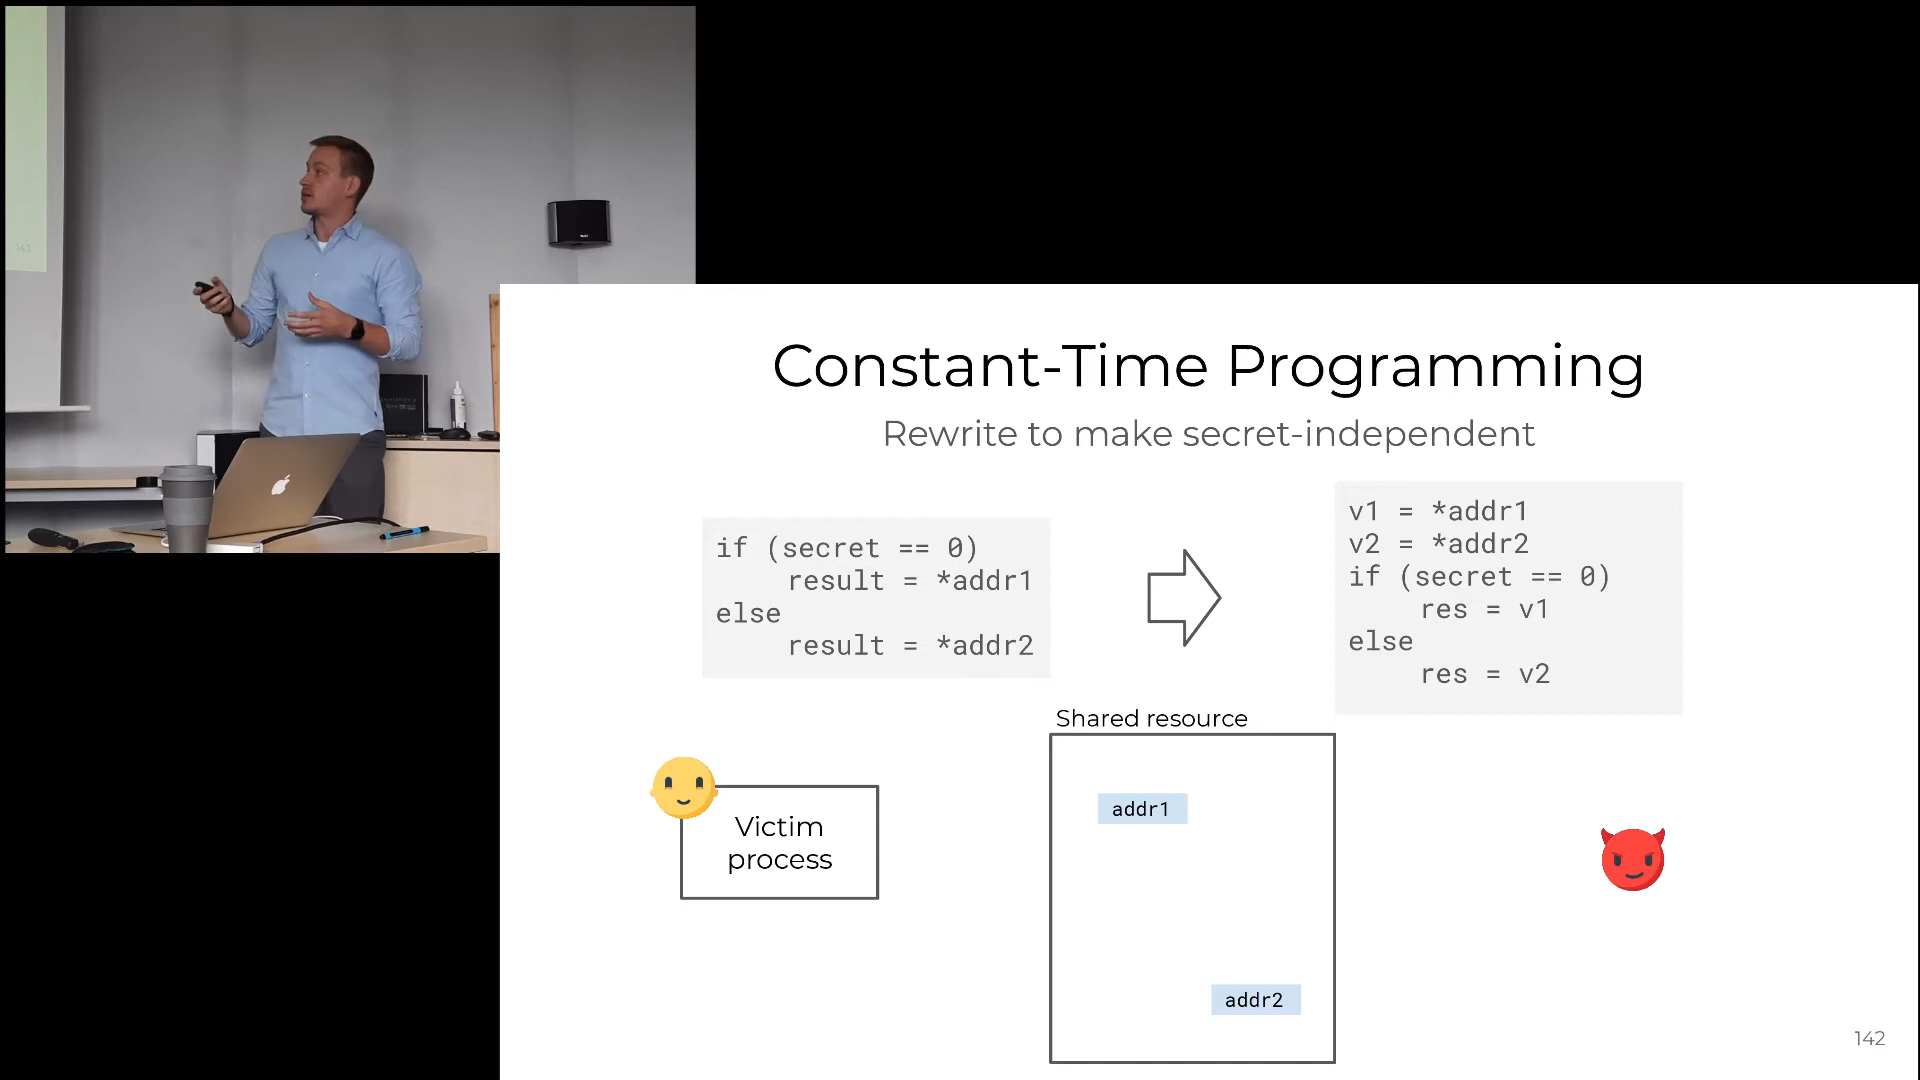 Constant-Time Programming
Rewrite to make secret-independent
if (secret == 0)
result = *addr1
else
result = *addr2
v1 = *addr1
v2 = *addr2
if (secret == 0)
res = v1
else
res = v2
Shared resource
Victim
process
addr1
addr2
142
143